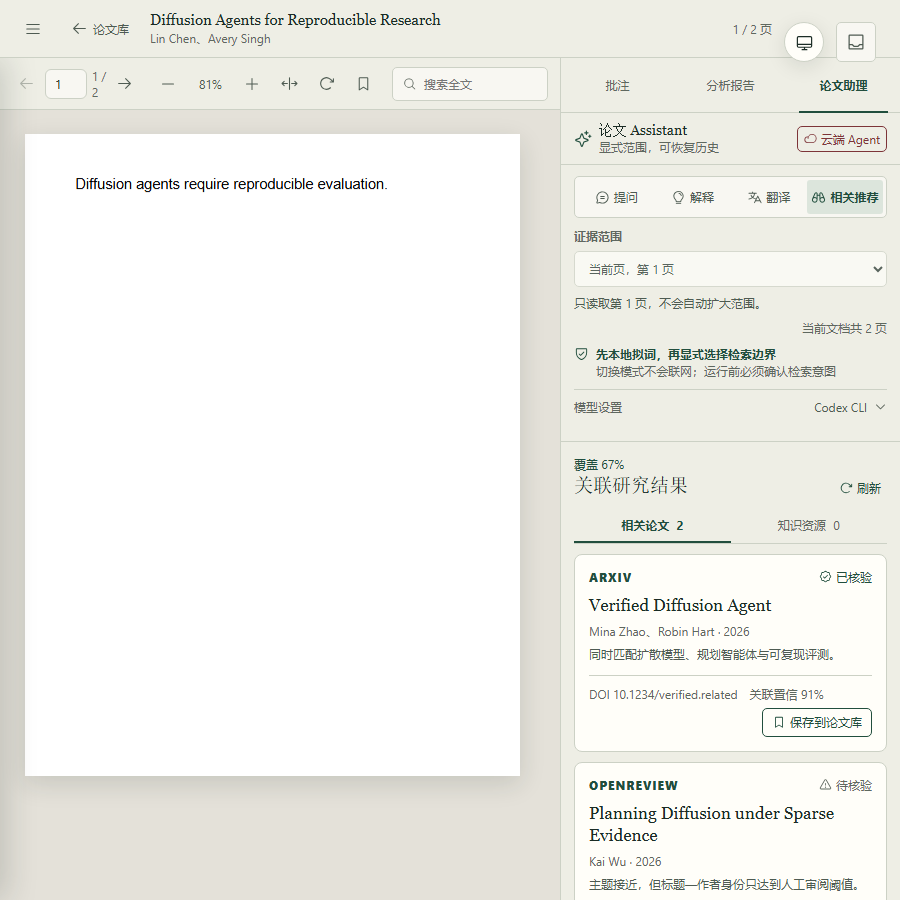 论文库
Diffusion Agents for Reproducible Research
Lin Chen、Avery Singh
1 / 2 页
1
1 / 2
81%
搜索全文
Diffusion agents require reproducible evaluation.
批注
分析报告
论文助理
论文 Assistant
显式范围，可恢复历史
云端 Agent
提问
解释
翻译
相关推荐
证据范围
当前页，第 1 页
只读取第 1 页，不会自动扩大范围。
当前文档共 2 页
先本地拟词，再显式选择检索边界
切换模式不会联网；运行前必须确认检索意图
模型设置
Codex CLI
覆盖 67%
关联研究结果
刷新
相关论文 2
知识资源 0
ARXIV
已核验
Verified Diffusion Agent
Mina Zhao、Robin Hart · 2026
同时匹配扩散模型、规划智能体与可复现评测。
DOI 10.1234/verified.related
关联置信 91%
保存到论文库
OPENREVIEW
待核验
Planning Diffusion under Sparse
Evidence
Kai Wu · 2026
主题接近，但标题—作者身份只达到人工审阅阈值。